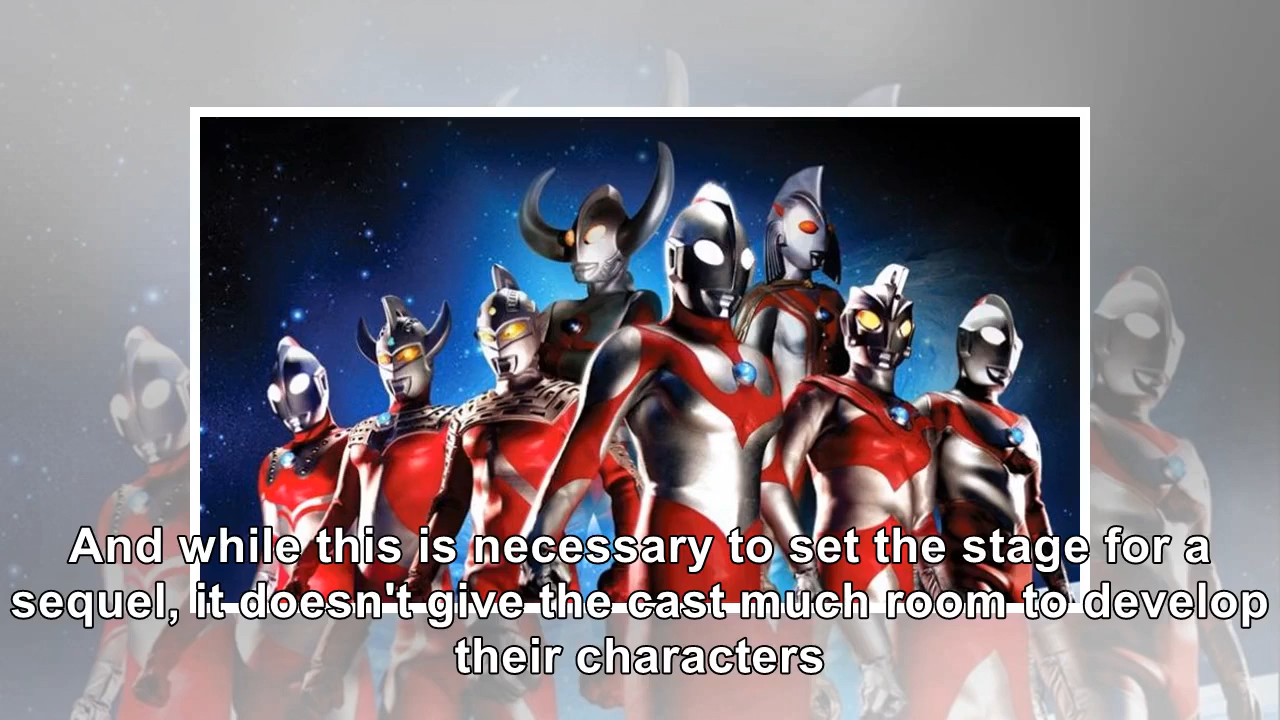 And while this is necessary to set the stage for a
sequel, it doesn't give the cast much room to develop
their characters